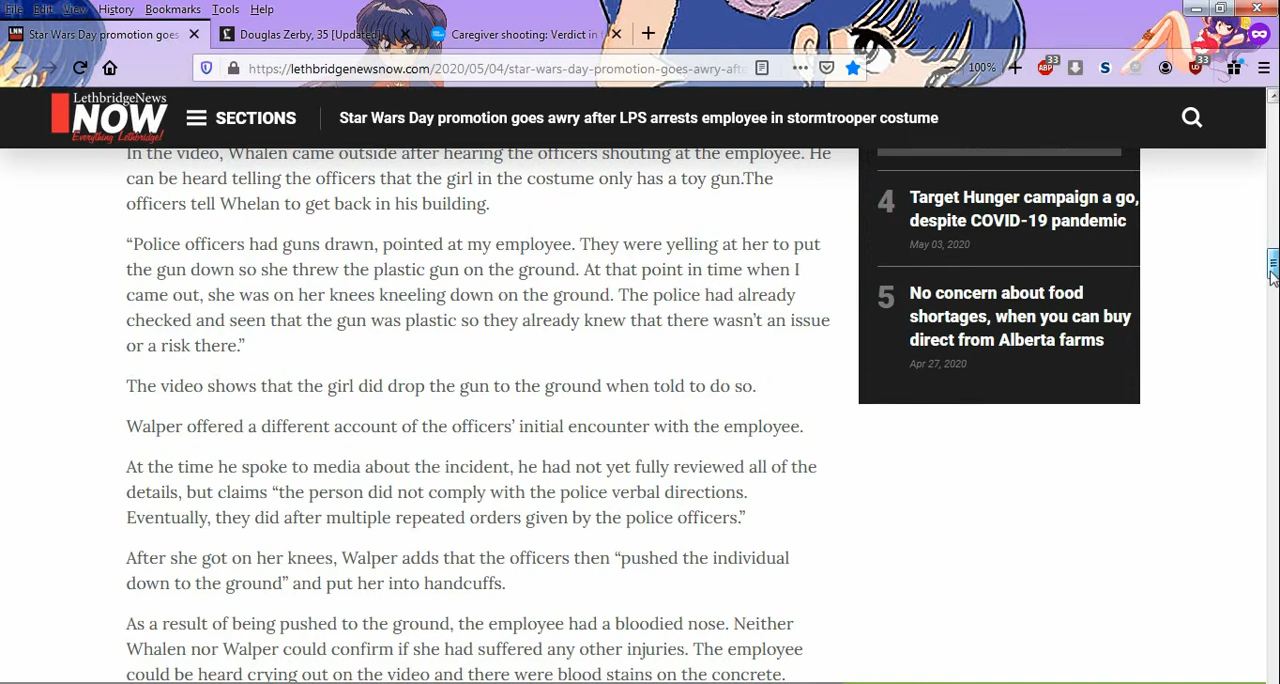 File Edit View History Bookmarks Tools Help
Star Wars Day promotion goes
Douglas Zerby, 35 [Updated]
Caregiver shooting: Verdict in
https://lethbridgenewsnow.com/2020/05/04/star-wars-day-promotion-goes-awry-afte
100%
33
33
LethbridgeNews
NOW
Everything Lethbridge!
SECTIONS
Star Wars Day promotion goes awry after LPS arrests employee in stormtrooper costume
In the video, Whalen came outside after hearing the officers shouting at the employee. He
can be heard telling the officers that the girl in the costume only has a toy gun.The
officers tell Whelan to get back in his building.
“Police officers had guns drawn, pointed at my employee. They were yelling at her to put
the gun down so she threw the plastic gun on the ground. At that point in time when I
came out, she was on her knees kneeling down on the ground. The police had already
checked and seen that the gun was plastic so they already knew that there wasn’t an issue
or a risk there.”
The video shows that the girl did drop the gun to the ground when told to do so.
Walper offered a different account of the officers’ initial encounter with the employee.
At the time he spoke to media about the incident, he had not yet fully reviewed all of the
details, but claims “the person did not comply with the police verbal directions.
Eventually, they did after multiple repeated orders given by the police officers.”
After she got on her knees, Walper adds that the officers then “pushed the individual
down to the ground” and put her into handcuffs.
As a result of being pushed to the ground, the employee had a bloodied nose. Neither
Whalen nor Walper could confirm if she had suffered any other injuries. The employee
could be heard crying out on the video and there were blood stains on the concrete.
4
Target Hunger campaign a go,
despite COVID-19 pandemic
May 03, 2020
5
No concern about food
shortages, when you can buy
direct from Alberta farms
Apr 27, 2020